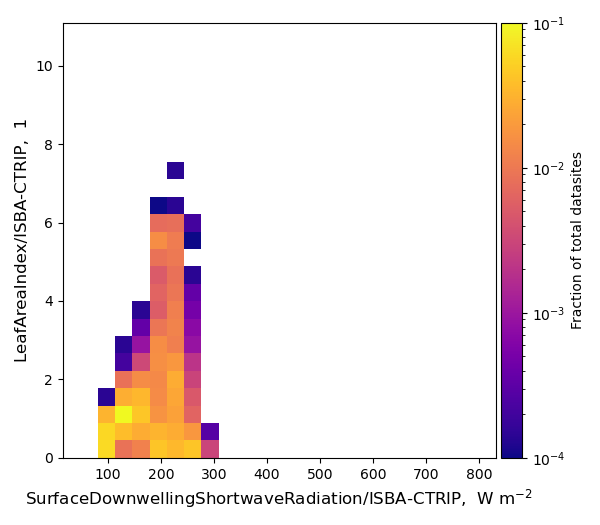 10
8
6
4
2
0
100 200 300 400 500 600 700 800
LeafAreaIndex/ISBA-CTRIP, 1
SurfaceDownwellingShortwaveRadiation/ISBA-CTRIP, W m⁻²
10⁻¹
10⁻²
10⁻³
10⁻⁴
Fraction of total datasites